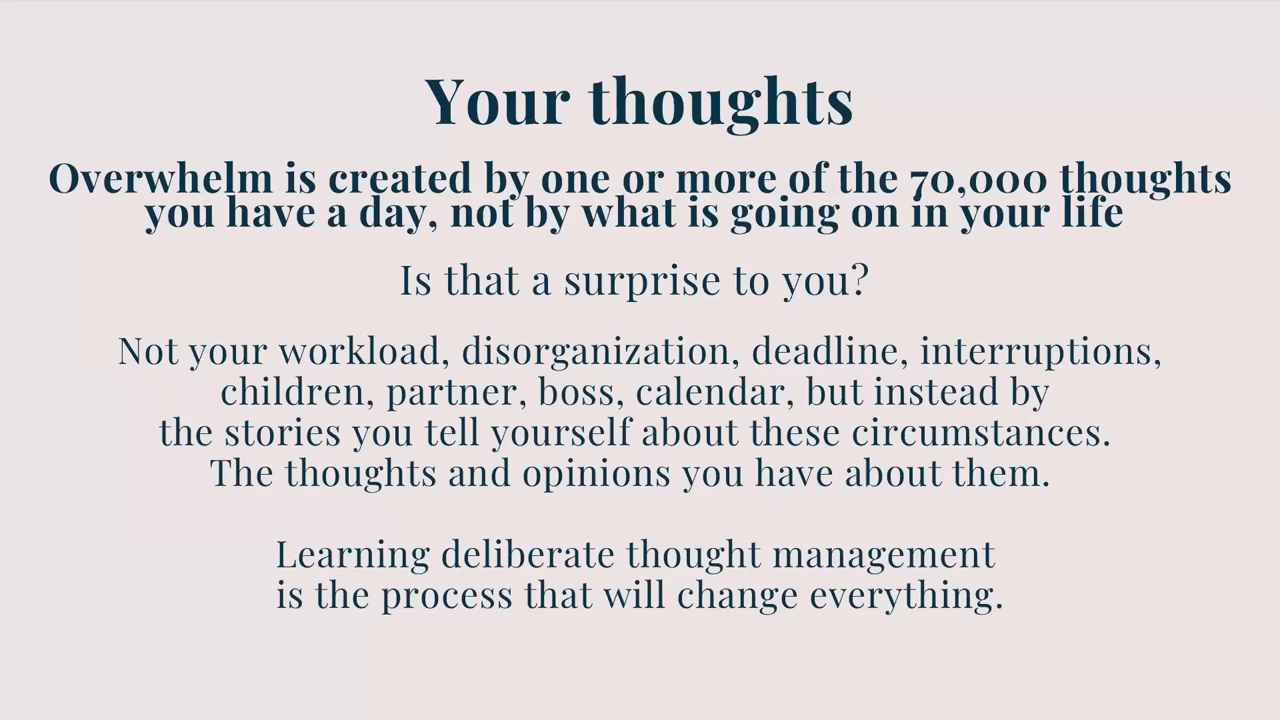 Your thoughts
Overwhelm is created by one or more of the 70,000 thoughts
you have a day, not by what is going on in your life
Is that a surprise to you?
Not your workload, disorganization, deadline, interruptions,
children, partner, boss, calendar, but instead by
the stories you tell yourself about these circumstances.
The thoughts and opinions you have about them.
Learning deliberate thought management
is the process that will change everything.